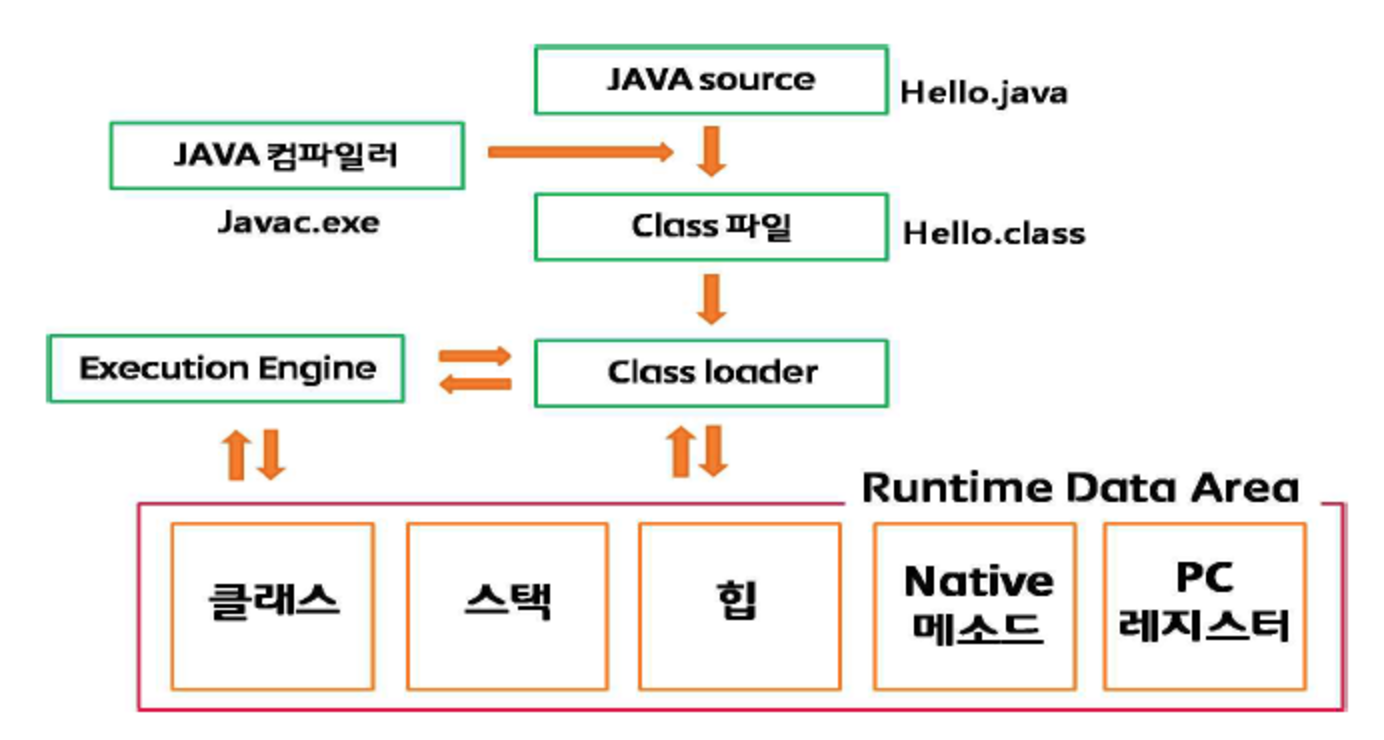 JAVA source
Hello.java
JAVA 컴파일러
Javac.exe
Class 파일
Hello.class
Execution Engine
Class loader
Runtime Data Area
클래스
스택
힙
Native
메소드
PC
레지스터